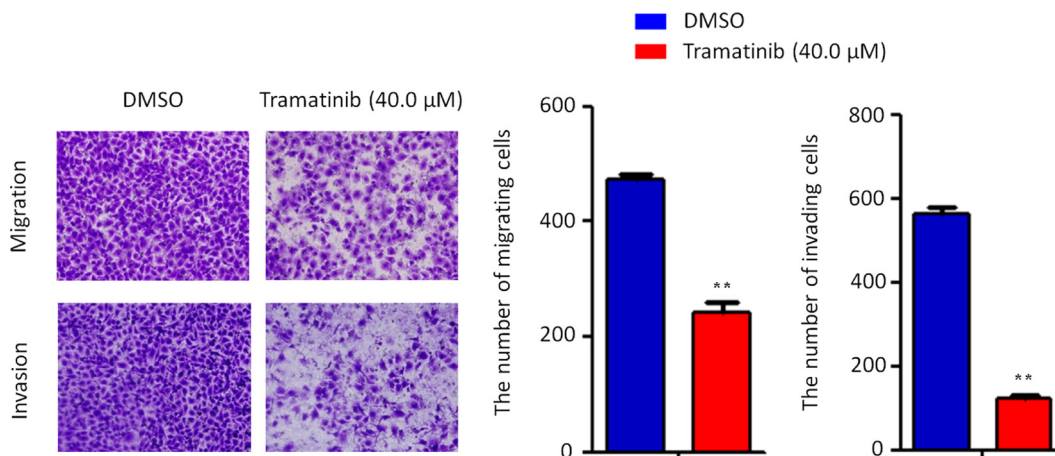 DMSO
Tramatinib (40.0 µM)
DMSO
Tramatinib (40.0 µM)
Migration
Invasion
The number of migrating cells
600
400
200
0
**
The number of invading cells
800
600
400
200
0
**